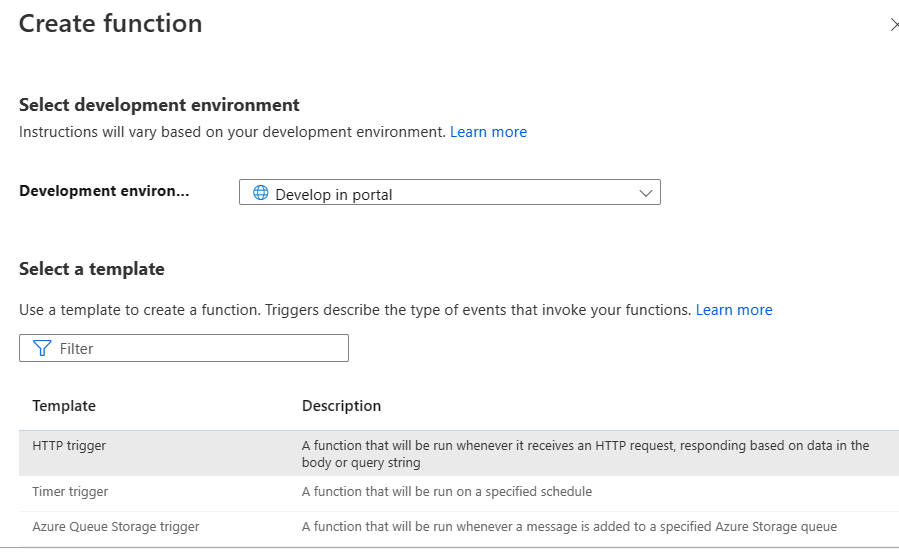 Create function
Select development environment
Instructions will vary based on your development environment. Learn more
Development environ...
Develop in portal
Select a template
Use a template to create a function. Triggers describe the type of events that invoke your functions. Learn more
Filter
Template Description
HTTP trigger A function that will be run whenever it receives an HTTP request, responding based on data in the
body or query string
Timer trigger A function that will be run on a specified schedule
Azure Queue Storage trigger A function that will be run whenever a message is added to a specified Azure Storage queue